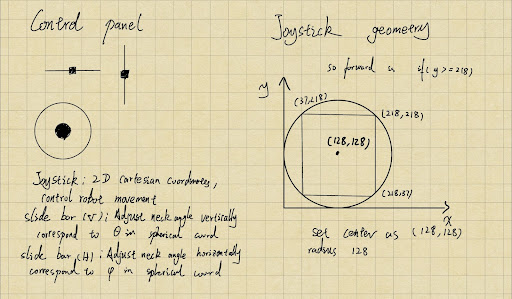 Control panel
Joystick : 2D cartesian coordinates,
control robot movement
slide bar (V) : Adjust neck angle vertically
correspond to θ in spherical coord
slide bar (H) : Adjust neck angle horizontally
correspond to φ in spherical coord
Joystick geometry
so forward is if(y>=218)
y
(37,218)
(218,218)
(128,128)
(218,37)
x
set center as (128,128)
radius 128